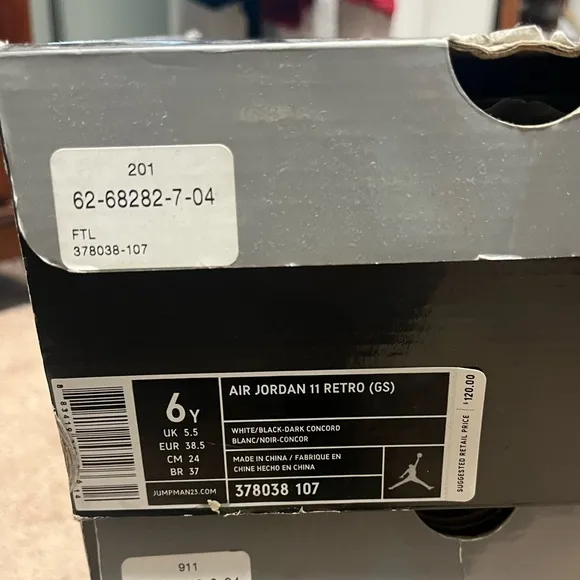 201
62-68282-7-04
FTL
378038-107
6Y
UK 5.5
EUR 38.5
CM 24
BR 37
JUMPMAN23.COM
AIR JORDAN 11 RETRO (GS)
WHITE/BLACK-DARK CONCORD
BLANC/NOIR-CONCOR
MADE IN CHINA / FABRIQUE EN
CHINE HECHO EN CHINA
378038 107
SUGGESTED RETAIL PRICE $120.00
911